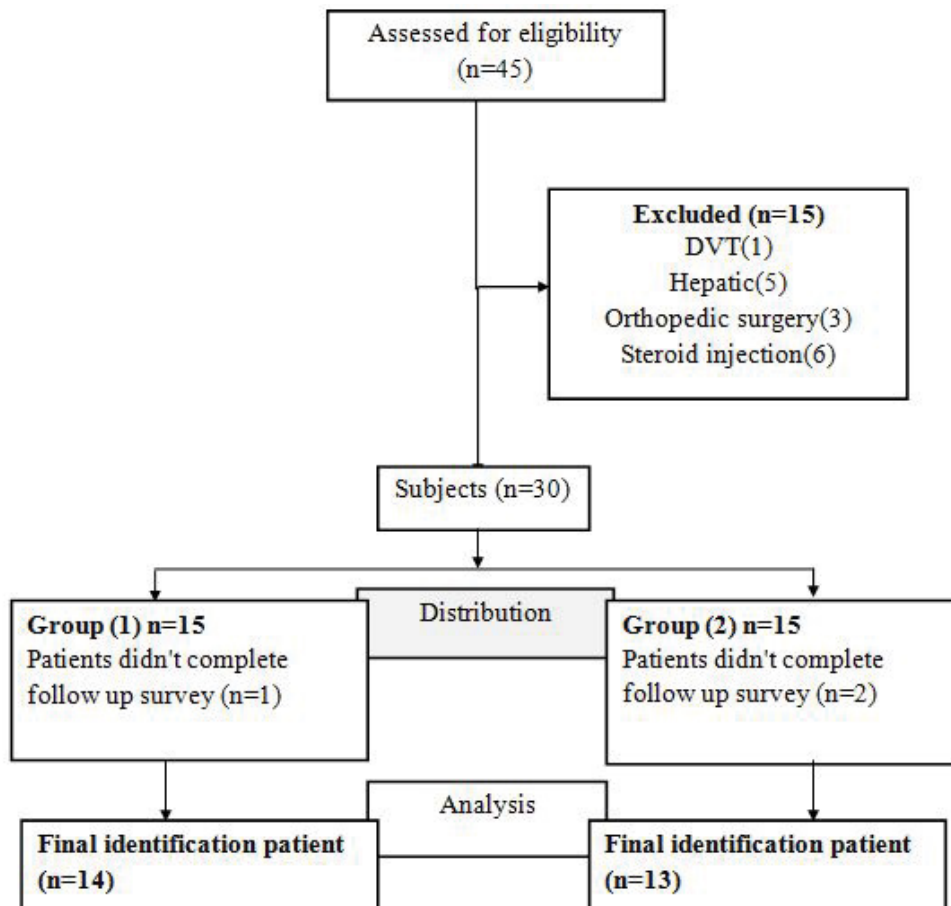 Assessed for eligibility
(n=45)
Excluded (n=15)
DVT(1)
Hepatic(5)
Orthopedic surgery(3)
Steroid injection(6)
Subjects (n=30)
Distribution
Group (1) n=15
Patients didn't complete
follow up survey (n=1)
Group (2) n=15
Patients didn't complete
follow up survey (n=2)
Analysis
Final identification patient
(n=14)
Final identification patient
(n=13)